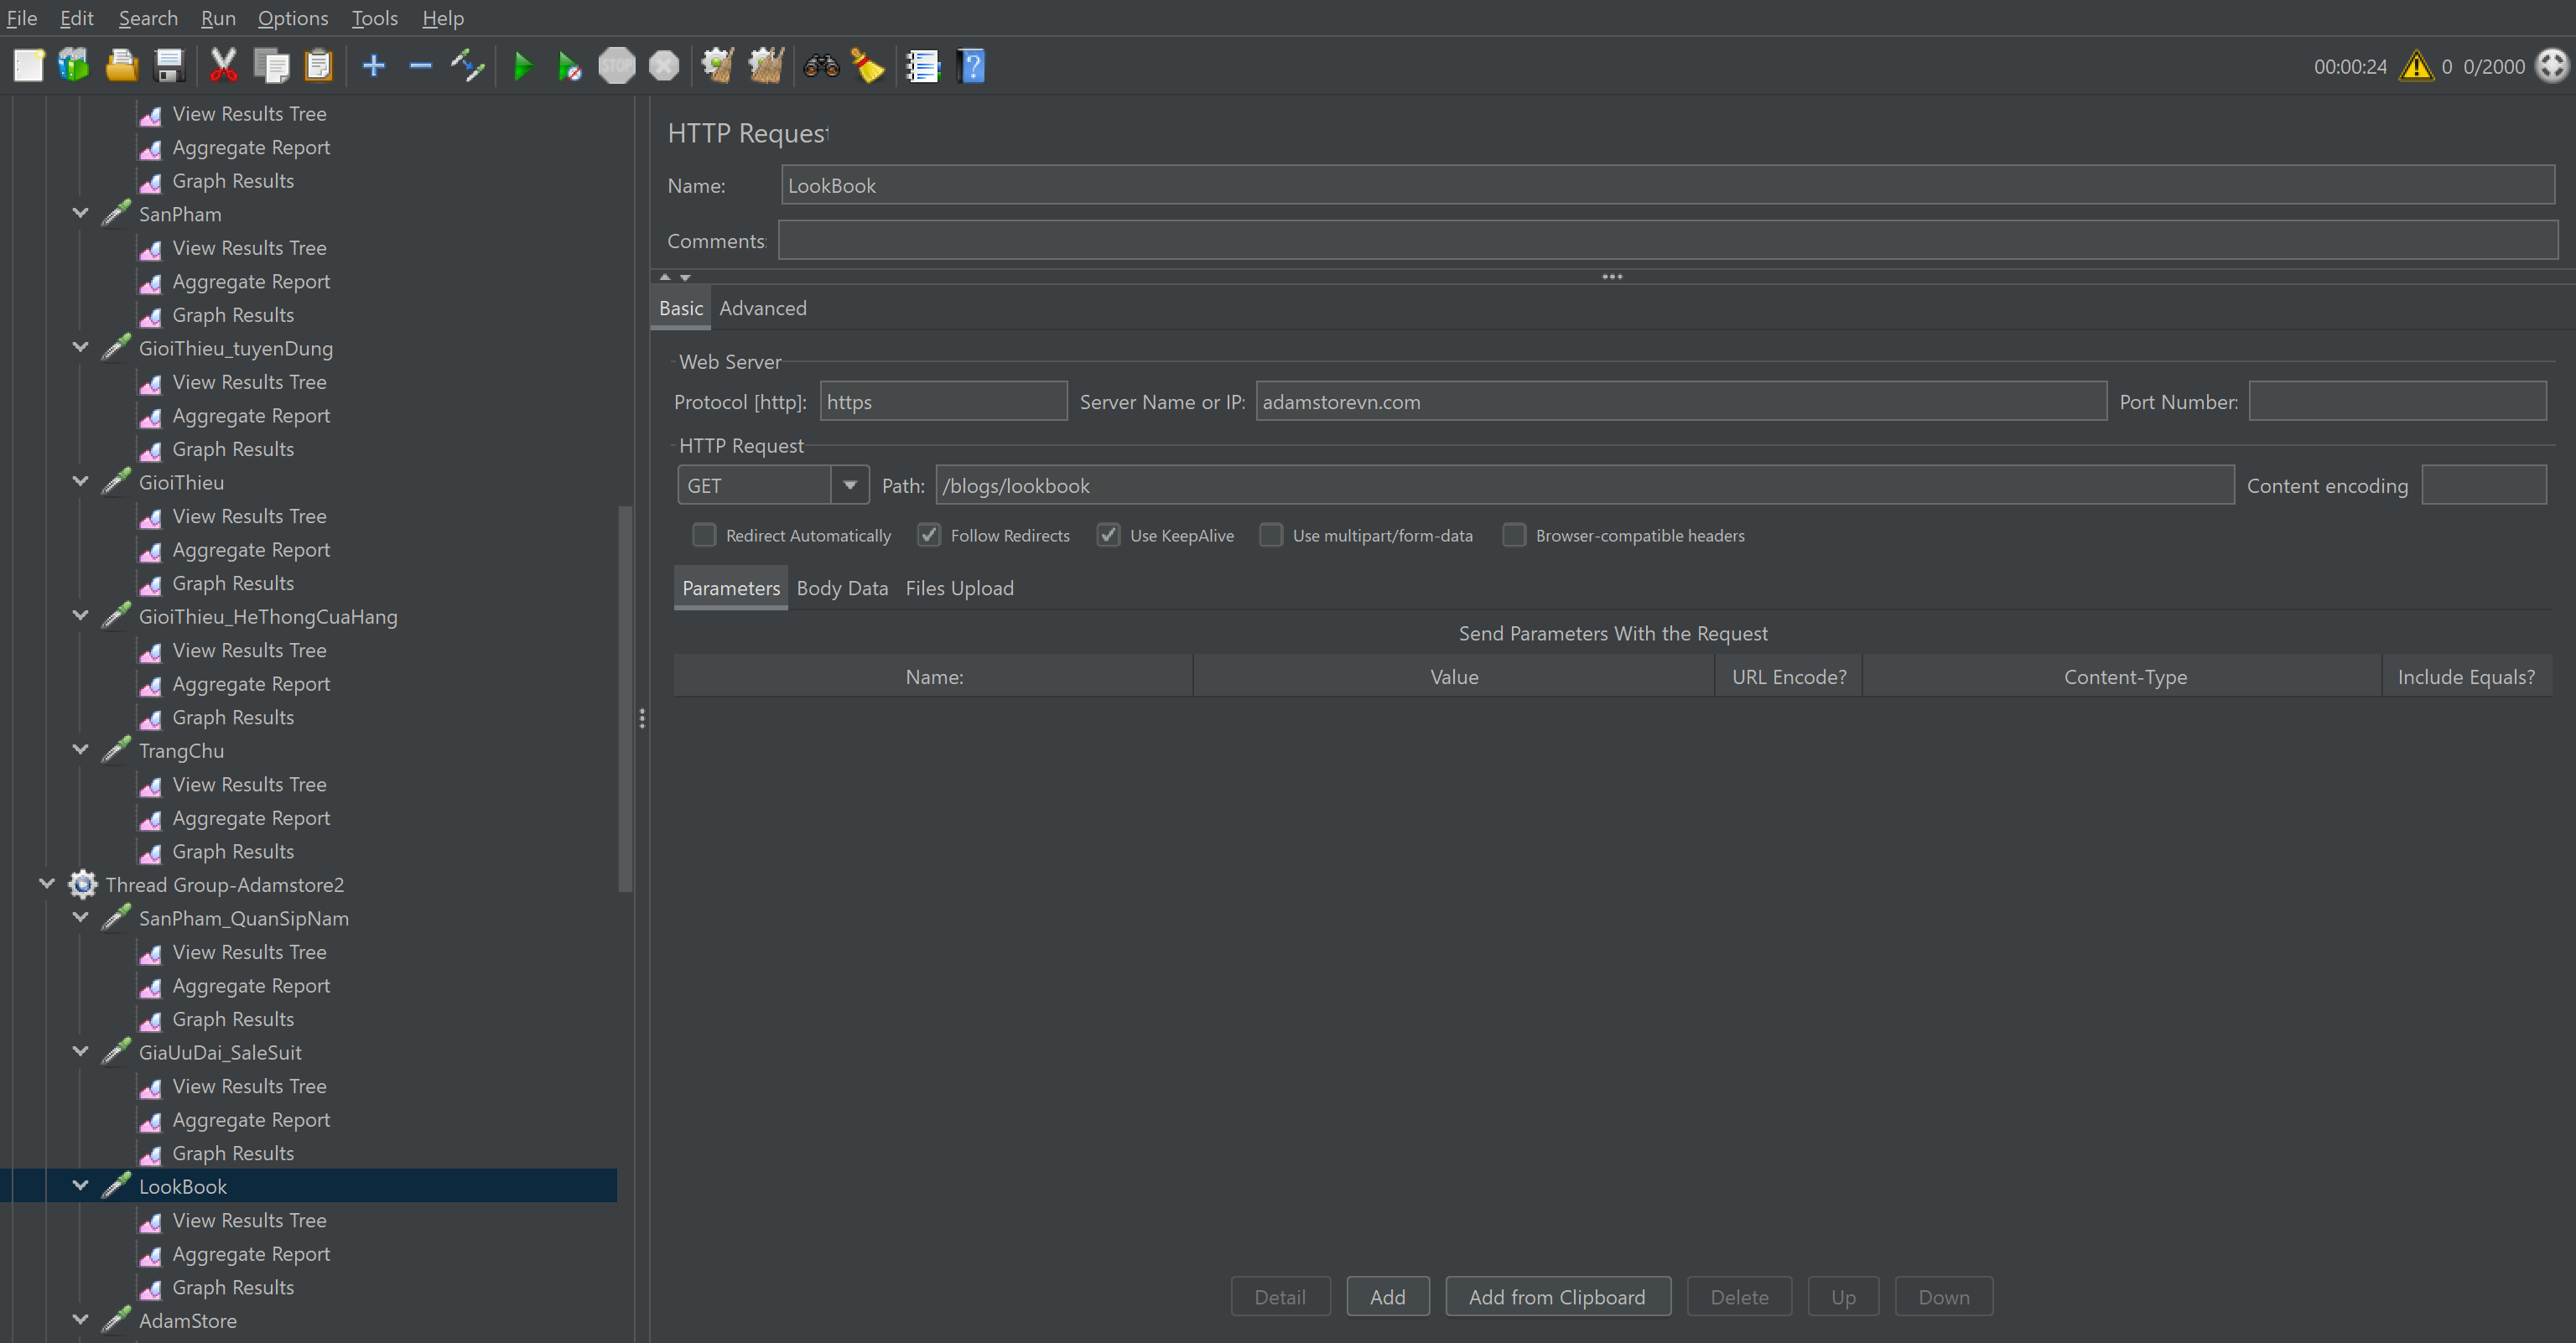 File Edit Search Run Options Tools Help
STOP
00:00:24 0 0/2000
View Results Tree
Aggregate Report
Graph Results
SanPham
View Results Tree
Aggregate Report
Graph Results
GioiThieu_tuyenDung
View Results Tree
Aggregate Report
Graph Results
GioiThieu
View Results Tree
Aggregate Report
Graph Results
GioiThieu_HeThongCuaHang
View Results Tree
Aggregate Report
Graph Results
TrangChu
View Results Tree
Aggregate Report
Graph Results
Thread Group-Adamstore2
SanPham_QuanSipNam
View Results Tree
Aggregate Report
Graph Results
GiaUuDai_SaleSuit
View Results Tree
Aggregate Report
Graph Results
LookBook
View Results Tree
Aggregate Report
Graph Results
AdamStore
HTTP Request
Name: LookBook
Comments:
Basic Advanced
Web Server
Protocol [http]: https Server Name or IP: adamstorevn.com Port Number:
HTTP Request
GET Path: /blogs/lookbook Content encoding
Redirect Automatically Follow Redirects Use KeepAlive Use multipart/form-data Browser-compatible headers
Parameters Body Data Files Upload
Send Parameters With the Request
Name: Value URL Encode? Content-Type Include Equals?
Detail Add Add from Clipboard Delete Up Down